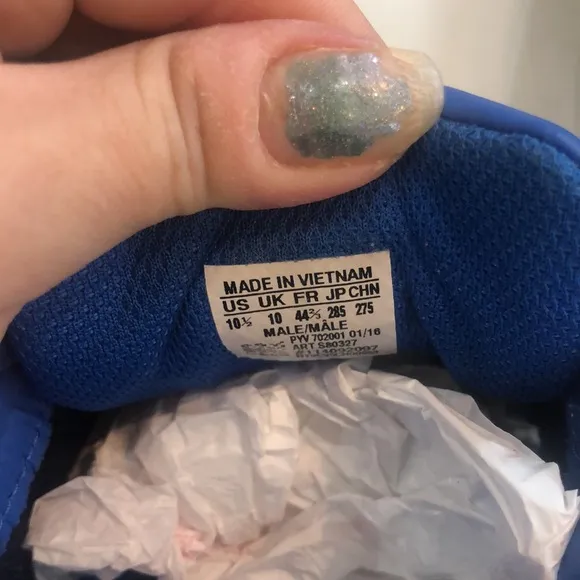 MADE IN VIETNAM
US UK FR JP CHN
10½ 10 44⅔ 285 275
MALE/MÂLE
PYV 702001 01/16
ART S80327